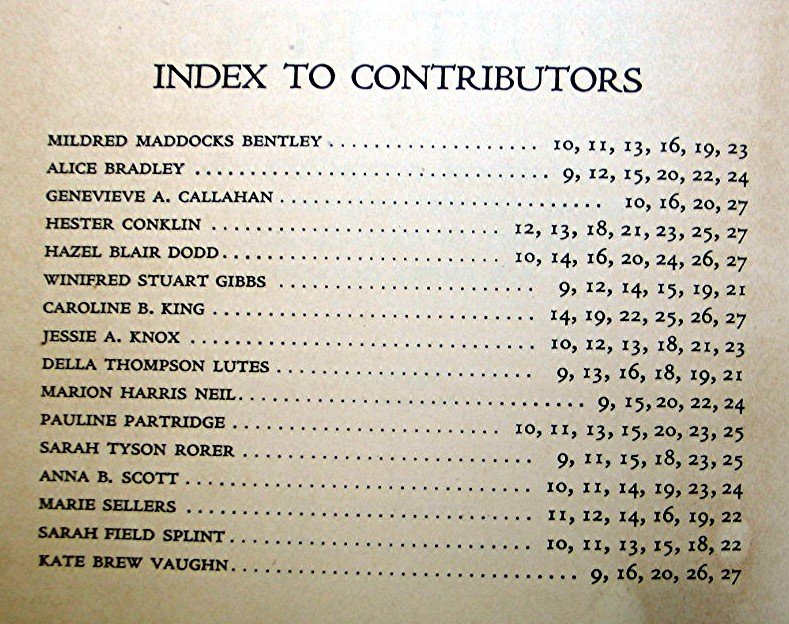 INDEX TO CONTRIBUTORS
MILDRED MADDOCKS BENTLEY . . . . . . . . . . . . . . . . . . . 10, 11, 13, 16, 19, 23
ALICE BRADLEY . . . . . . . . . . . . . . . . . . . . . . . . . . . . . . . . 9, 12, 15, 20, 22, 24
GENEVIEVE A. CALLAHAN . . . . . . . . . . . . . . . . . . . . . . . . . . . . . 10, 16, 20, 27
HESTER CONKLIN . . . . . . . . . . . . . . . . . . . . . . . . . . 12, 13, 18, 21, 23, 25, 27
HAZEL BLAIR DODD . . . . . . . . . . . . . . . . . . . . . . . . . 10, 14, 16, 20, 24, 26, 27
WINIFRED STUART GIBBS . . . . . . . . . . . . . . . . . . . . . . . 9, 12, 14, 15, 19, 21
CAROLINE B. KING . . . . . . . . . . . . . . . . . . . . . . . . . . . . . 14, 19, 22, 25, 26, 27
JESSIE A. KNOX . . . . . . . . . . . . . . . . . . . . . . . . . . . . . . . 10, 12, 13, 18, 21, 23
DELLA THOMPSON LUTES . . . . . . . . . . . . . . . . . . . . . . . 9, 13, 16, 18, 19, 21
MARION HARRIS NEIL . . . . . . . . . . . . . . . . . . . . . . . . . . . . . . 9, 15, 20, 22, 24
PAULINE PARTRIDGE . . . . . . . . . . . . . . . . . . . . . . . . 10, 11, 13, 15, 20, 23, 25
SARAH TYSON RORER . . . . . . . . . . . . . . . . . . . . . . . . . . 9, 11, 15, 18, 23, 25
ANNA B. SCOTT . . . . . . . . . . . . . . . . . . . . . . . . . . . . . . . 10, 11, 14, 19, 23, 24
MARIE SELLERS . . . . . . . . . . . . . . . . . . . . . . . . . . . . . . . 11, 12, 14, 16, 19, 22
SARAH FIELD SPLINT . . . . . . . . . . . . . . . . . . . . . . . . . . . 10, 11, 13, 15, 18, 22
KATE BREW VAUGHN . . . . . . . . . . . . . . . . . . . . . . . . . . . . . . . 9, 16, 20, 26, 27